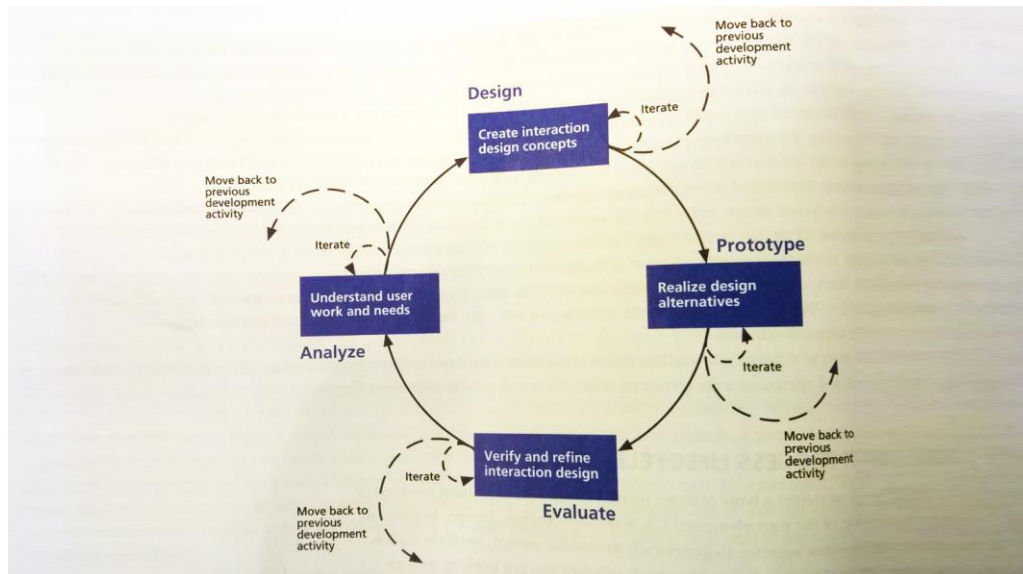 Move back to
previous
development
activity
Design
Iterate
Create interaction
design concepts
Move back to
previous
development
activity
Iterate
Prototype
Realize design
alternatives
Understand user
work and needs
Analyze
Iterate
Move back to
previous
development
activity
Verify and refine
interaction design
Iterate
Evaluate
Move back to
previous
development
activity